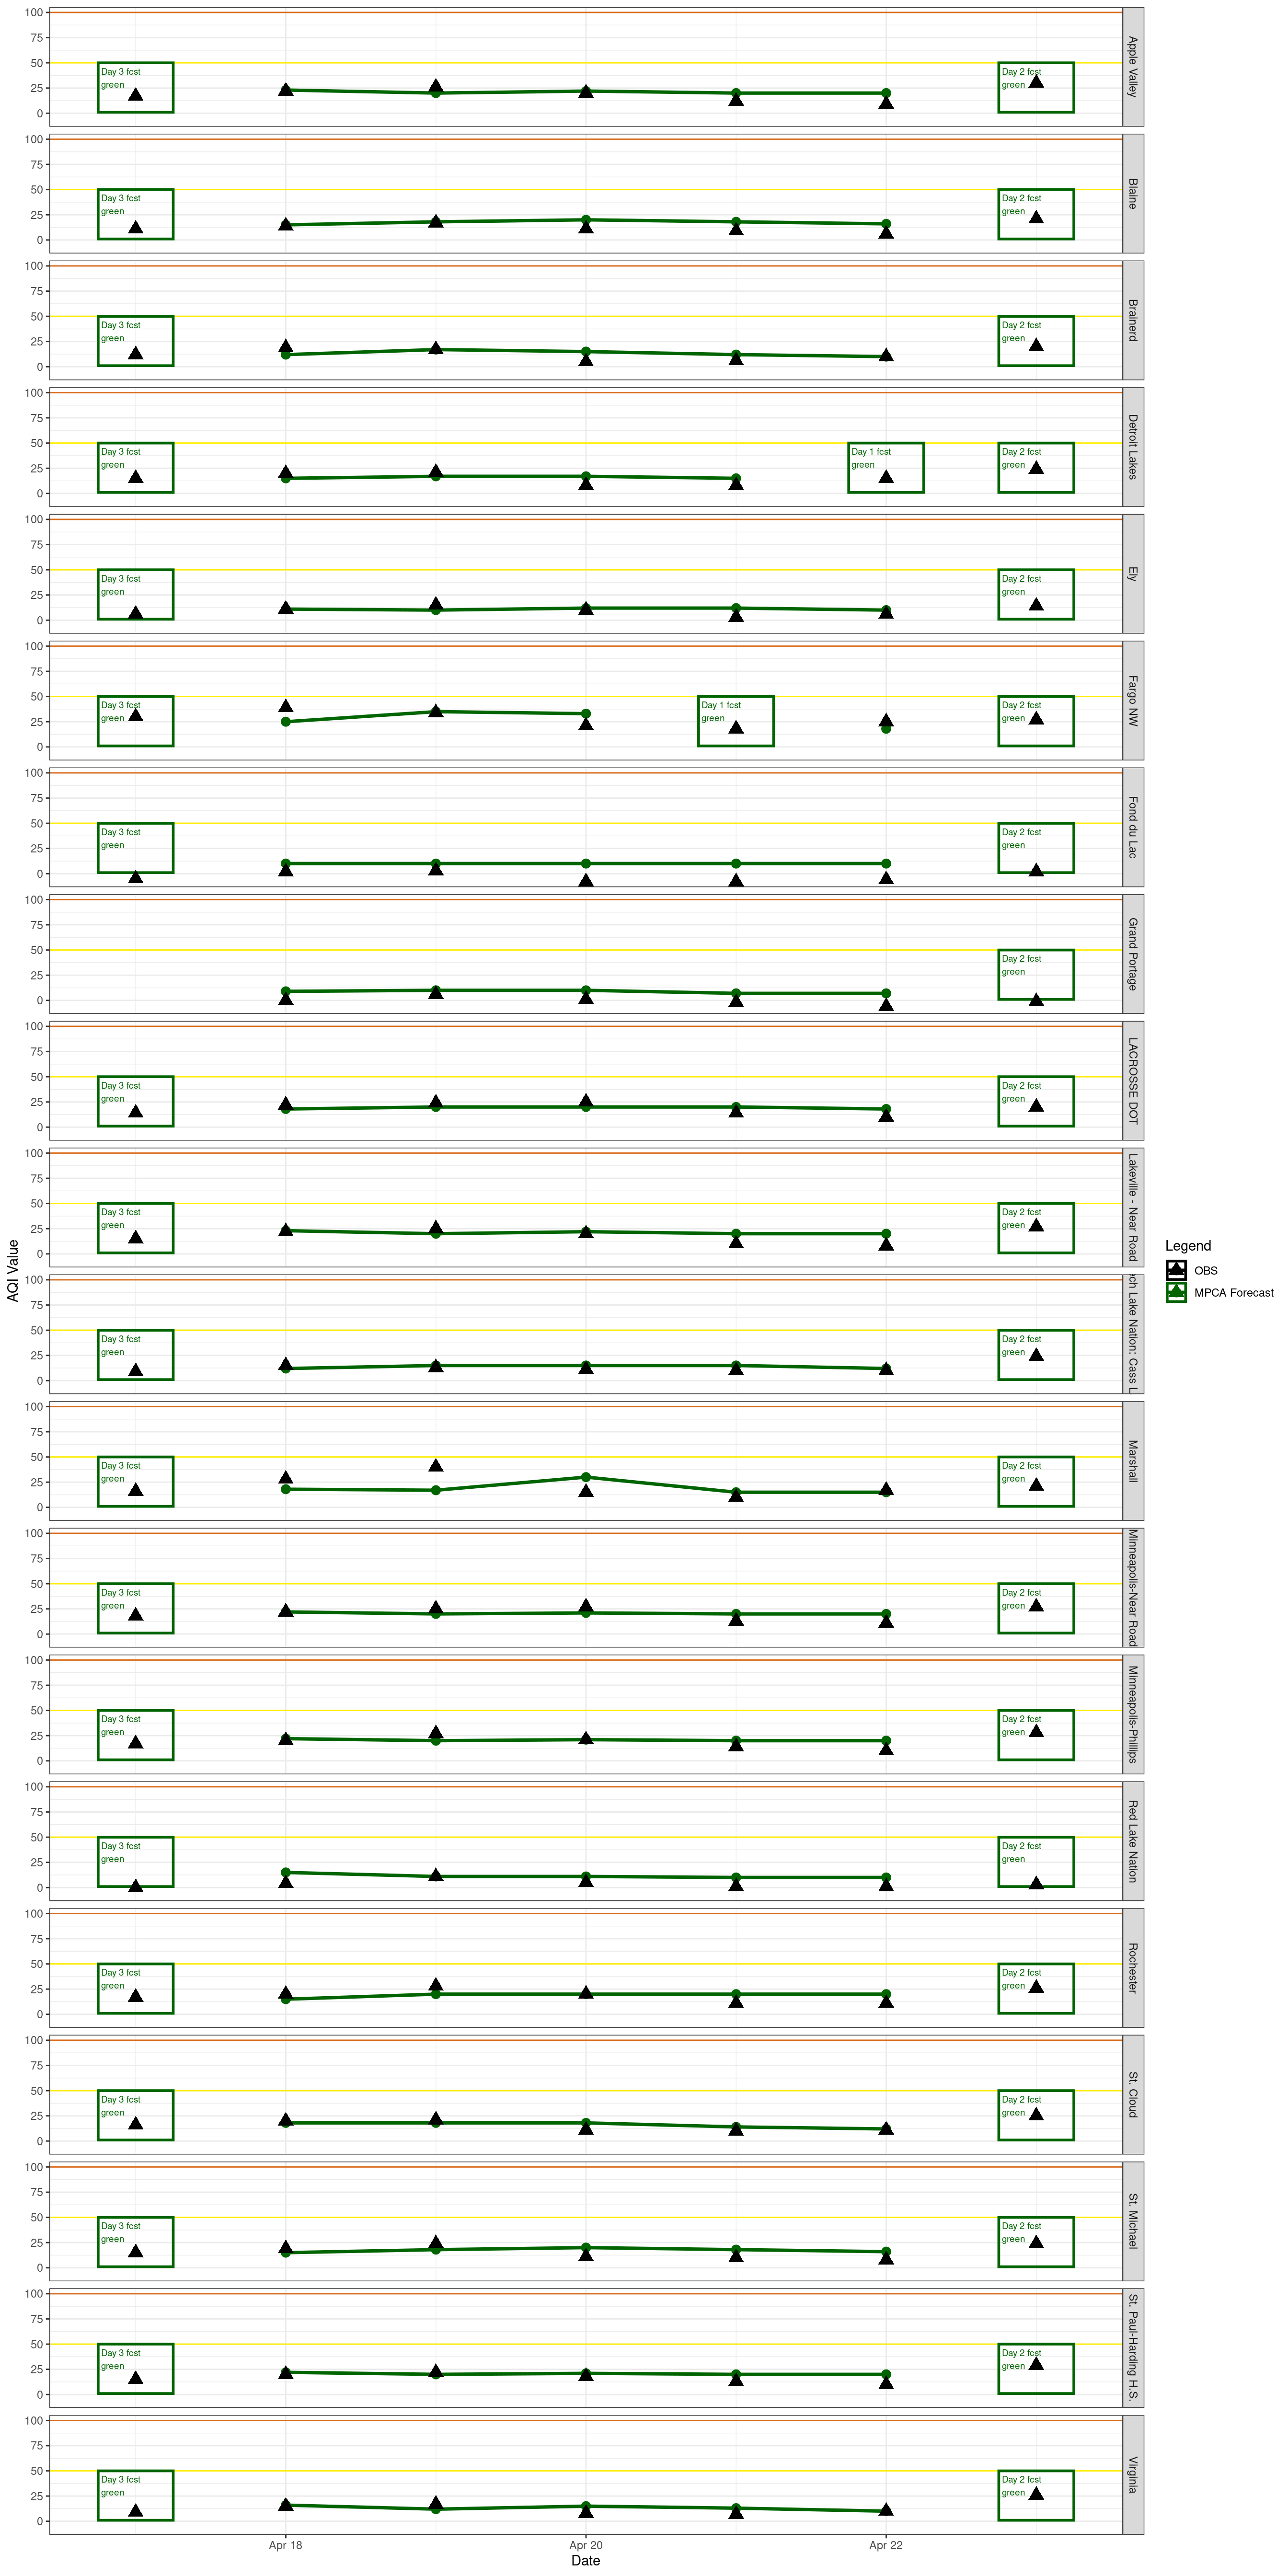 AQI Value
100
75
50
25
0
Day 3 fcst
green
Day 2 fcst
green
Apple Valley
100
75
50
25
0
Day 3 fcst
green
Day 2 fcst
green
Blaine
100
75
50
25
0
Day 3 fcst
green
Day 2 fcst
green
Brainerd
100
75
50
25
0
Day 3 fcst
green
Day 1 fcst
green
Day 2 fcst
green
Detroit Lakes
100
75
50
25
0
Day 3 fcst
green
Day 2 fcst
green
Ely
100
75
50
25
0
Day 3 fcst
green
Day 1 fcst
green
Day 2 fcst
green
Fargo NW
100
75
50
25
0
Day 3 fcst
green
Day 2 fcst
green
Fond du Lac
100
75
50
25
0
Day 2 fcst
green
Grand Portage
100
75
50
25
0
Day 3 fcst
green
Day 2 fcst
green
LACROSSE DOT
100
75
50
25
0
Day 3 fcst
green
Day 2 fcst
green
Lakeville - Near Road
100
75
50
25
0
Day 3 fcst
green
Day 2 fcst
green
ch Lake Nation: Cass L
100
75
50
25
0
Day 3 fcst
green
Day 2 fcst
green
Marshall
100
75
50
25
0
Day 3 fcst
green
Day 2 fcst
green
Minneapolis-Near Road
100
75
50
25
0
Day 3 fcst
green
Day 2 fcst
green
Minneapolis-Phillips
100
75
50
25
0
Day 3 fcst
green
Day 2 fcst
green
Red Lake Nation
100
75
50
25
0
Day 3 fcst
green
Day 2 fcst
green
Rochester
100
75
50
25
0
Day 3 fcst
green
Day 2 fcst
green
St. Cloud
100
75
50
25
0
Day 3 fcst
green
Day 2 fcst
green
St. Michael
100
75
50
25
0
Day 3 fcst
green
Day 2 fcst
green
St. Paul-Harding H.S.
100
75
50
25
0
Day 3 fcst
green
Day 2 fcst
green
Virginia
Apr 18
Apr 20
Apr 22
Date
Legend
OBS
MPCA Forecast